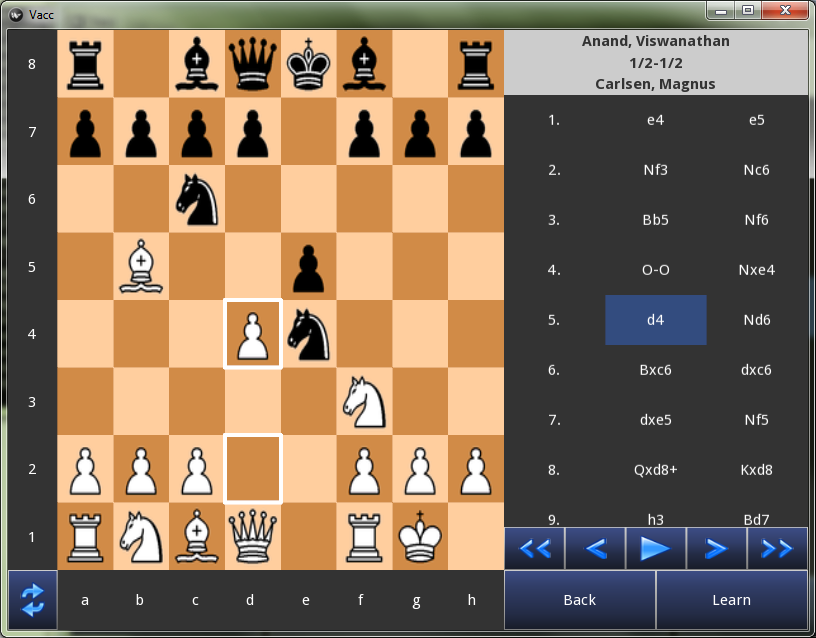 Vacc
Anand, Viswanathan
1/2-1/2
Carlsen, Magnus
8
7
6
5
4
3
2
1
a b c d e f g h
1. e4 e5
2. Nf3 Nc6
3. Bb5 Nf6
4. O-O Nxe4
5. d4 Nd6
6. Bxc6 dxc6
7. dxe5 Nf5
8. Qxd8+ Kxd8
9. h3 Bd7
Back Learn